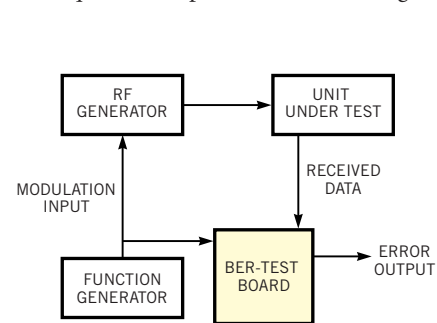 RF
GENERATOR
UNIT
UNDER TEST
MODULATION
INPUT
RECEIVED
DATA
FUNCTION
GENERATOR
BER-TEST
BOARD
ERROR
OUTPUT